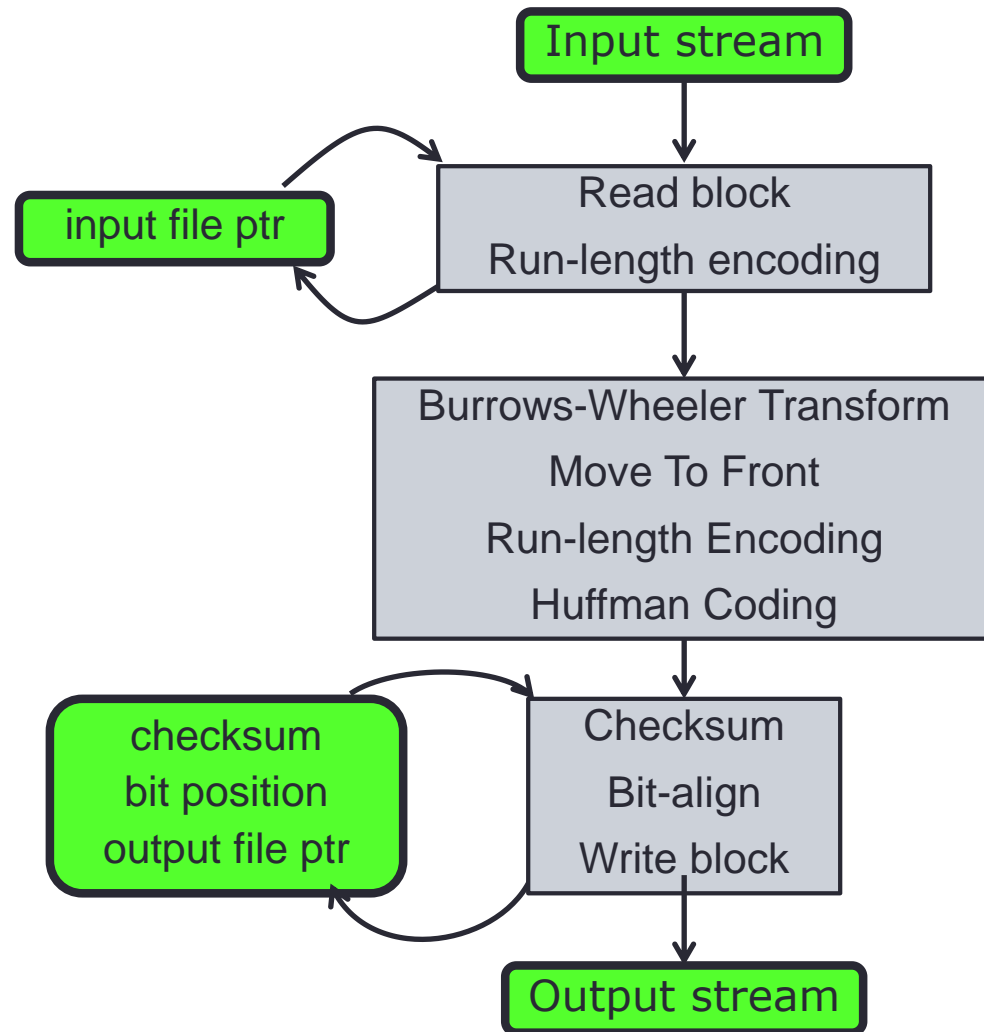 Input stream
input file ptr
Read block
Run-length encoding
Burrows-Wheeler Transform
Move To Front
Run-length Encoding
Huffman Coding
checksum
bit position
output file ptr
Checksum
Bit-align
Write block
Output stream